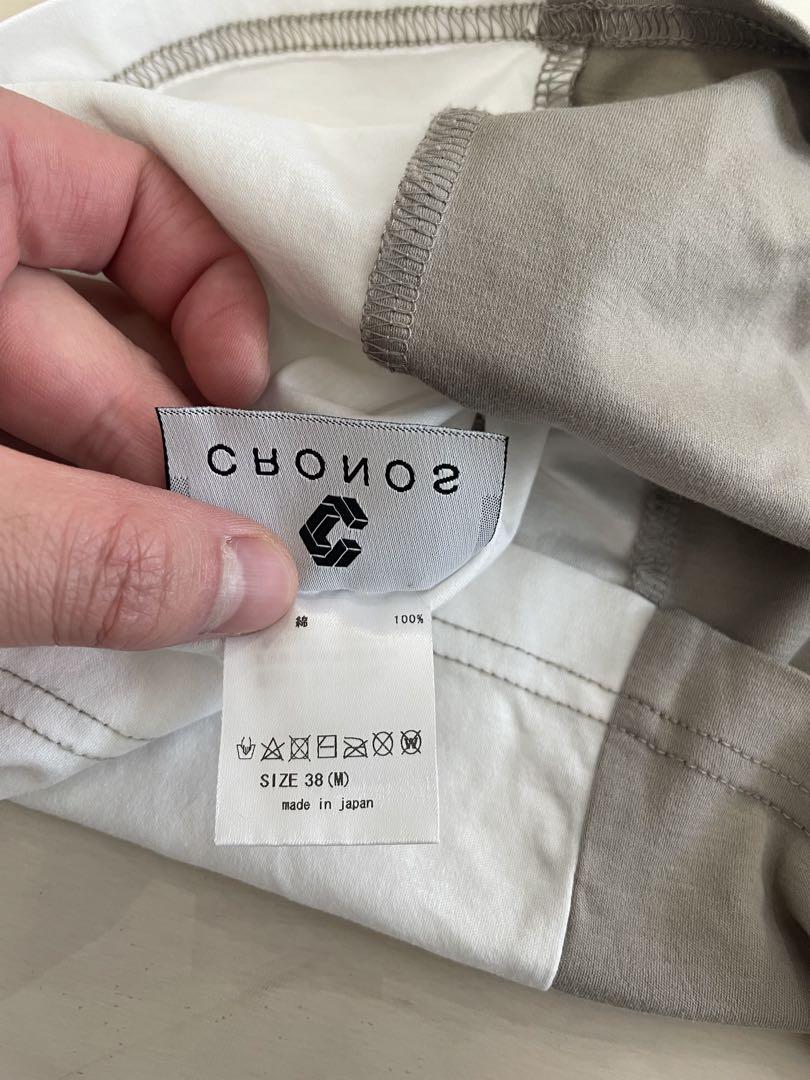 CRONOS
綿 100%
SIZE 38(M)
made in japan